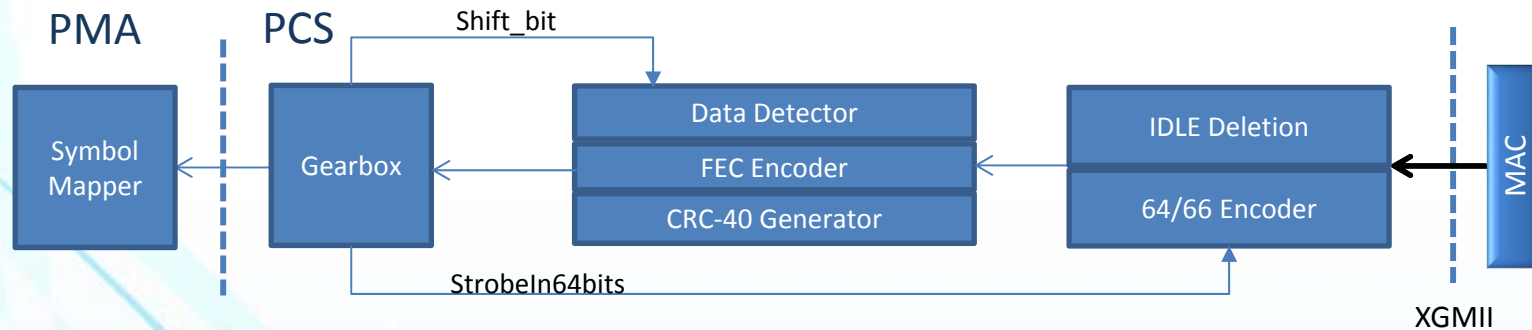 PMA
PCS
Shift_bit
Symbol
Mapper
Gearbox
Data Detector
FEC Encoder
CRC-40 Generator
IDLE Deletion
64/66 Encoder
MAC
StrobeIn64bits
XGMII